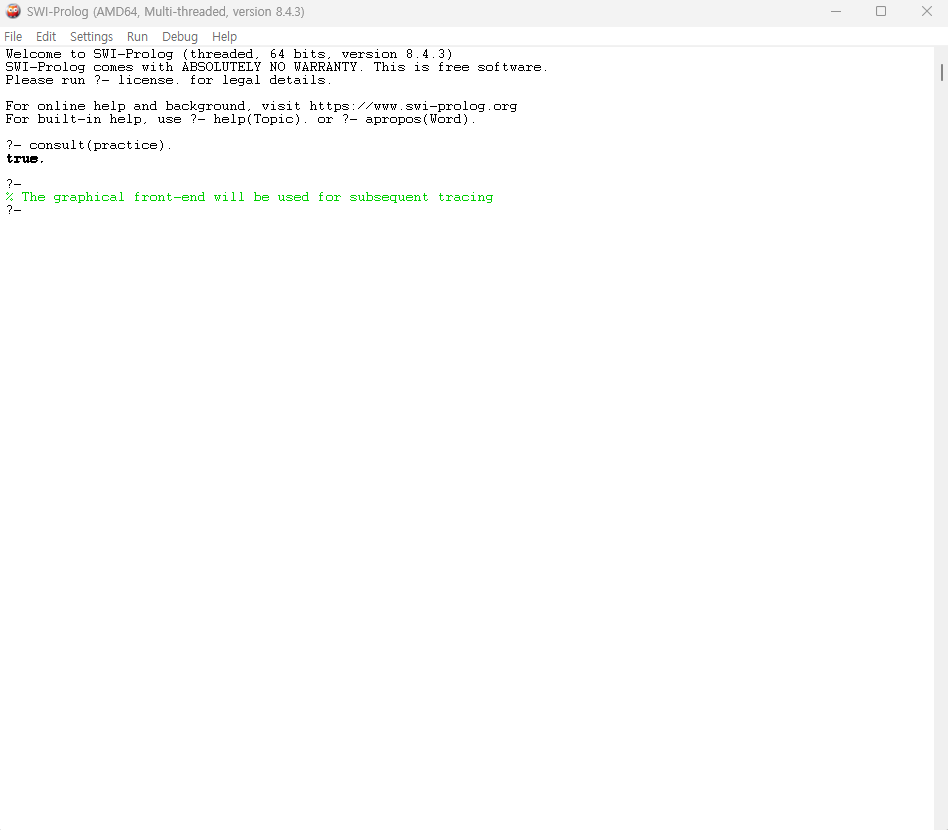 SWI-Prolog (AMD64, Multi-threaded, version 8.4.3)
File Edit Settings Run Debug Help
Welcome to SWI-Prolog (threaded, 64 bits, version 8.4.3)
SWI-Prolog comes with ABSOLUTELY NO WARRANTY. This is free software.
Please run ?- license. for legal details.
For online help and background, visit https://www.swi-prolog.org
For built-in help, use ?- help(Topic). or ?- apropos(Word).
?- consult(practice).
true.
?-
% The graphical front-end will be used for subsequent tracing
?-